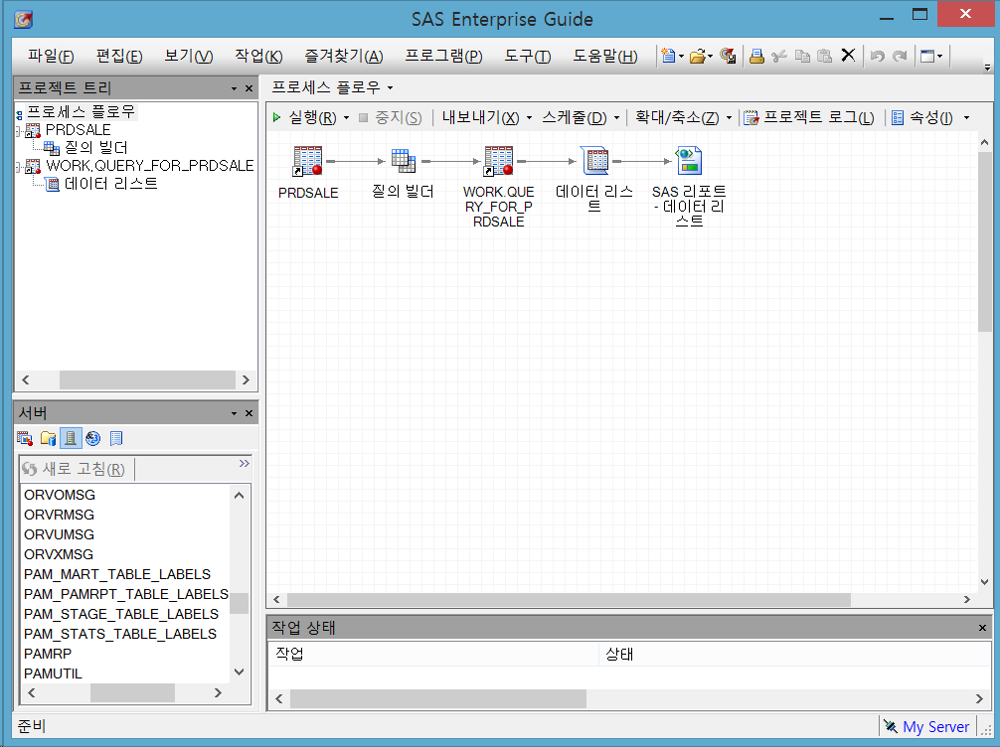 SAS Enterprise Guide
파일(F) 편집(E) 보기(V) 작업(K) 즐겨찾기(A) 프로그램(P) 도구(T) 도움말(H)
프로젝트 트리
프로세스 플로우
PRDSALE
질의 빌더
WORK.QUERY_FOR_PRDSALE
데이터 리스트
서버
새로 고침(R)
ORVOMSG
ORVRMSG
ORVUMSG
ORVXMSG
PAM_MART_TABLE_LABELS
PAM_PAMRPT_TABLE_LABELS
PAM_STAGE_TABLE_LABELS
PAM_STATS_TABLE_LABELS
PAMRP
PAMUTIL
프로세스 플로우
실행(R) 중지(S) 내보내기(X) 스케줄(D) 확대/축소(Z) 프로젝트 로그(L) 속성(I)
PRDSALE
질의 빌더
WORK.QUE
RY_FOR_P
RDSALE
데이터 리스
트
SAS 리포트
- 데이터 리
스트
작업 상태
작업 상태
준비
My Server